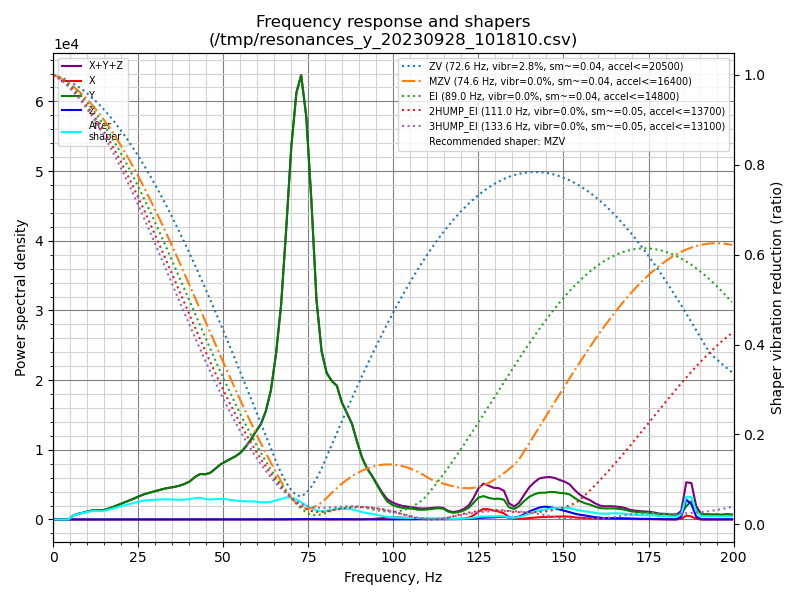 Frequency response and shapers
(/tmp/resonances_y_20230928_101810.csv)
1e4
X+Y+Z
X
Y
After
shaper
ZV (72.6 Hz, vibr=2.8%, sm~=0.04, accel<=20500)
MZV (74.6 Hz, vibr=0.0%, sm~=0.04, accel<=16400)
EI (89.0 Hz, vibr=0.0%, sm~=0.04, accel<=14800)
2HUMP_EI (111.0 Hz, vibr=0.0%, sm~=0.05, accel<=13700)
3HUMP_EI (133.6 Hz, vibr=0.0%, sm~=0.05, accel<=13100)
Recommended shaper: MZV
Power spectral density
6
5
4
3
2
1
0
1.0
0.8
0.6
0.4
0.2
0.0
Shaper vibration reduction (ratio)
0 25 50 75 100 125 150 175 200
Frequency, Hz